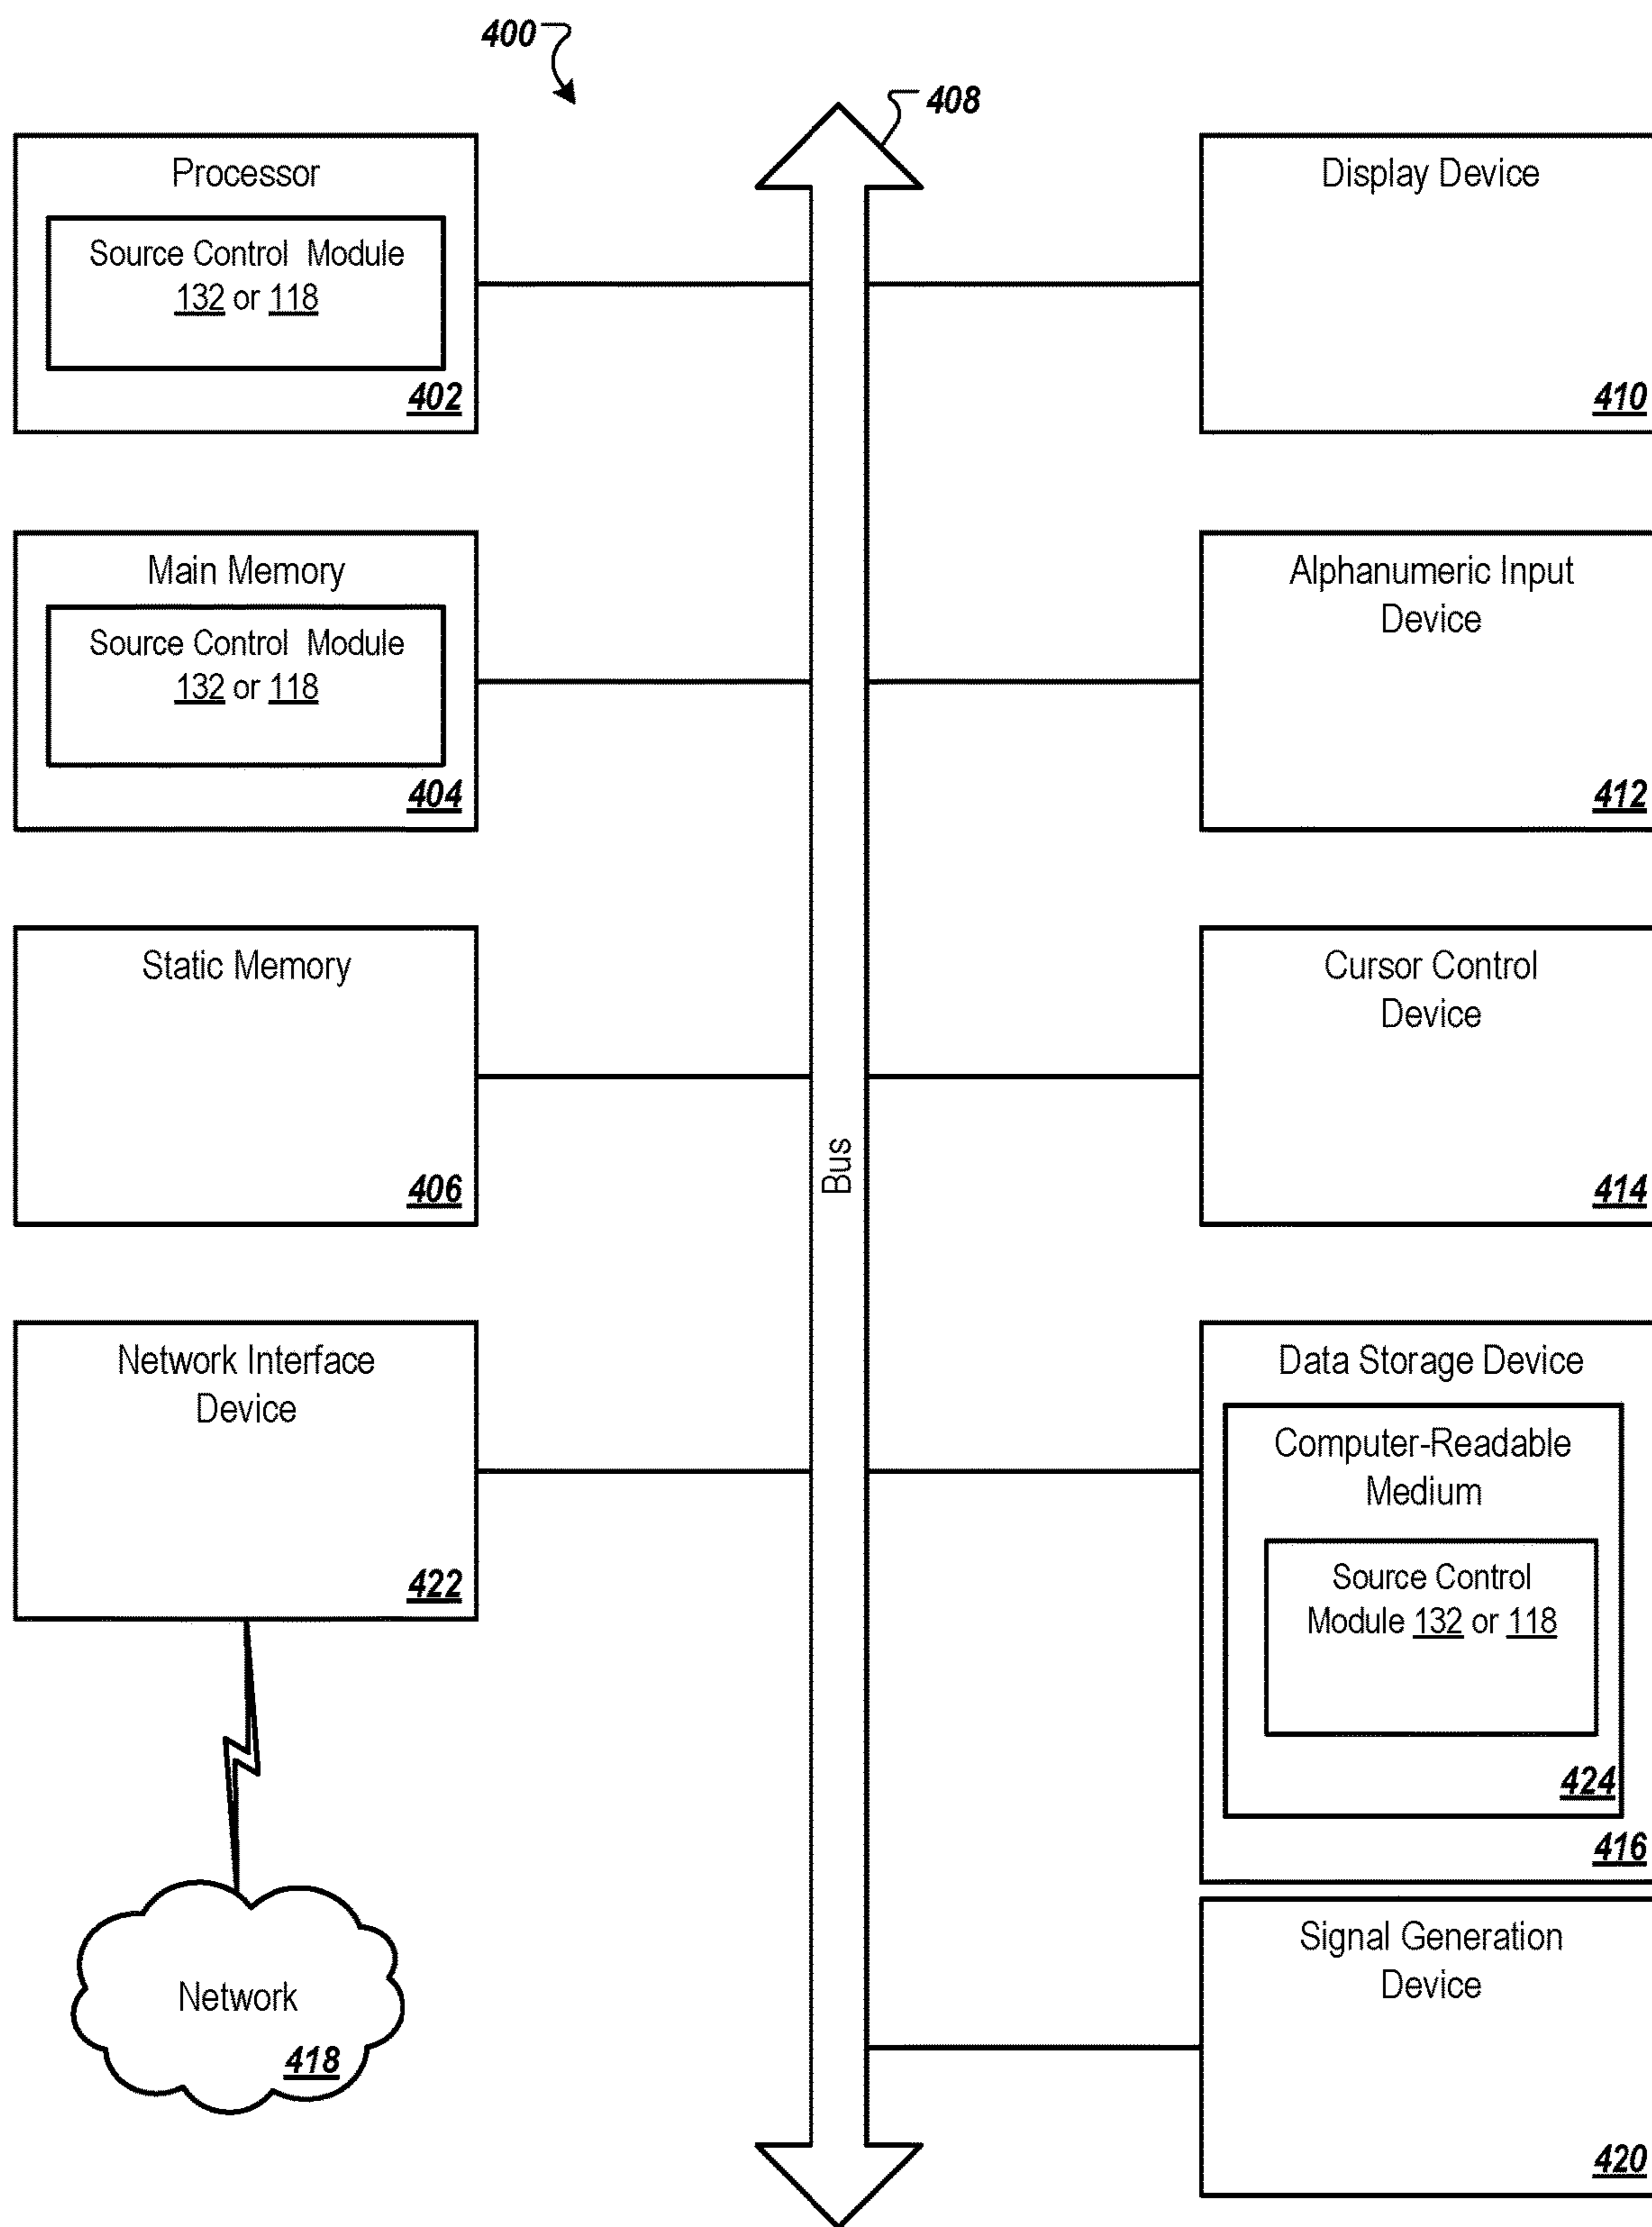 400
408
Processor
Source Control Module
132 or 118
402
Display Device
410
Main Memory
Source Control Module
132 or 118
404
Alphanumeric Input
Device
412
Static Memory
406
Cursor Control
Device
414
Bus
Network Interface
Device
422
Data Storage Device
Computer-Readable
Medium
Source Control
Module 132 or 118
424
416
Network
418
Signal Generation
Device
420